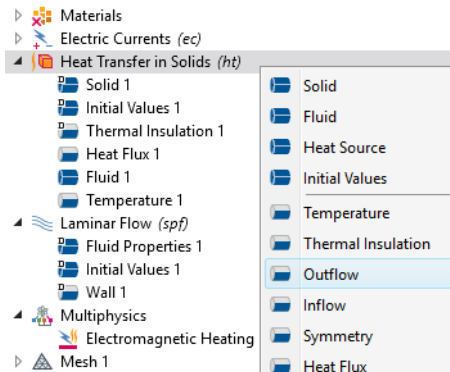 Materials
Electric Currents (ec)
Heat Transfer in Solids (ht)
Solid 1
Initial Values 1
Thermal Insulation 1
Heat Flux 1
Fluid 1
Temperature 1
Laminar Flow (spf)
Fluid Properties 1
Initial Values 1
Wall 1
Multiphysics
Electromagnetic Heating
Mesh 1
Solid
Fluid
Heat Source
Initial Values
Temperature
Thermal Insulation
Outflow
Inflow
Symmetry
Heat Flux